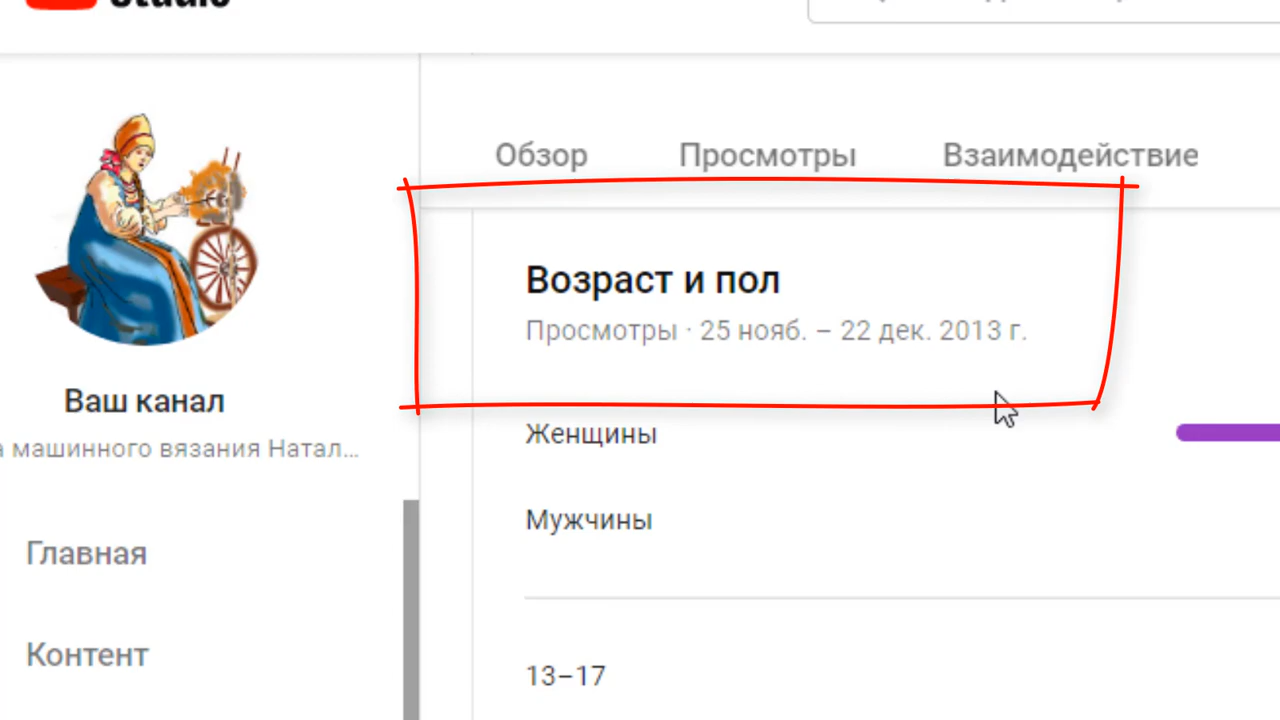 Studio
Обзор Просмотры Взаимодействие
Возраст и пол
Просмотры · 25 нояб. – 22 дек. 2013 г.
Ваш канал
машинного вязания Натал...
Женщины
Мужчины
Главная
Контент
13–17